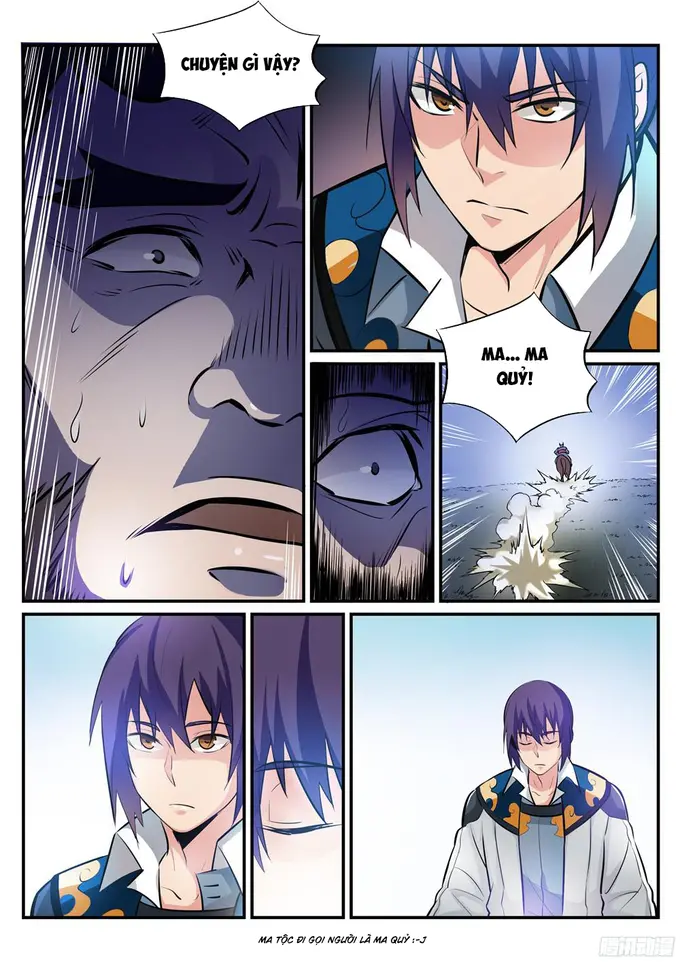 CHUYỆN GÌ VẬY?
MA... MA
QUỶ!
MA TỘC ĐI GỌI NGƯỜI LÀ MA QUỶ :-J